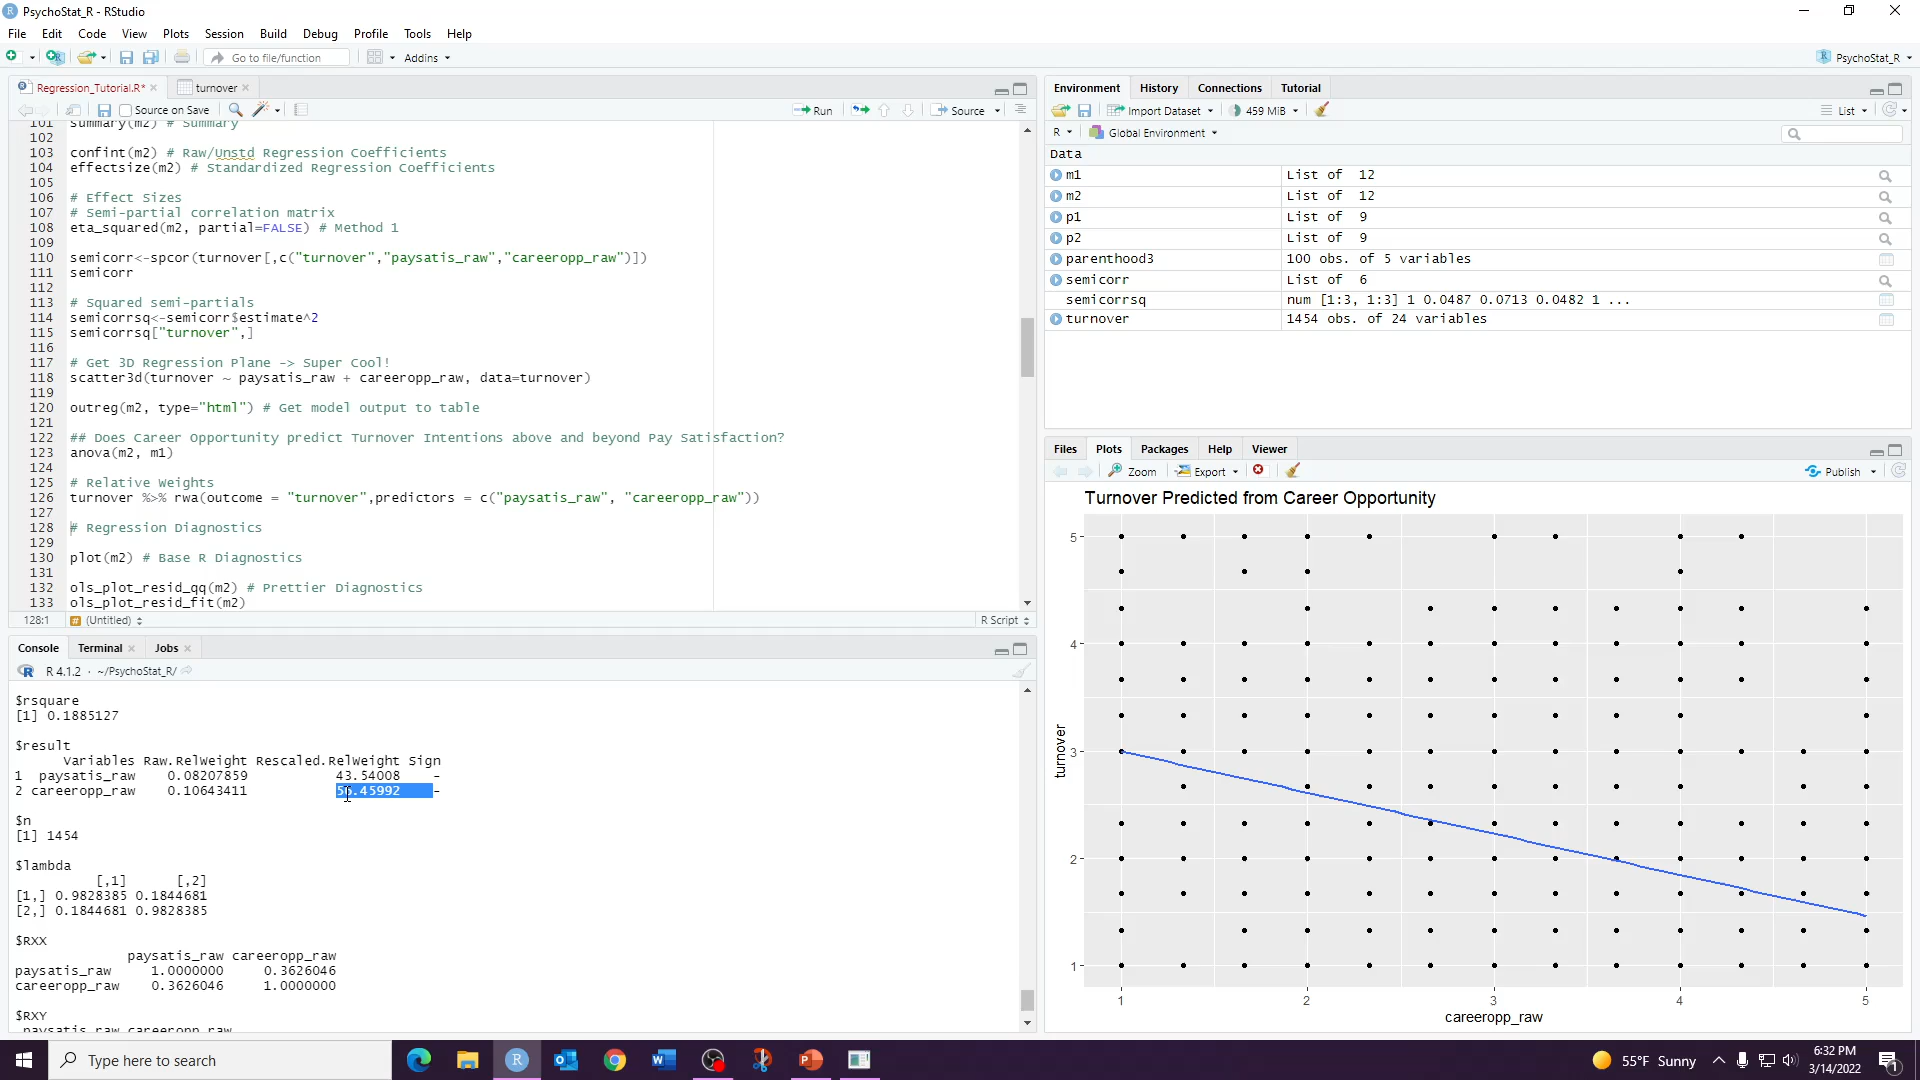 PsychoStat_R - RStudio
File Edit Code View Plots Session Build Debug Profile Tools Help
Go to file/function Addins PsychoStat_R
Regression_Tutorial.R* turnover
Source on Save Run Source
101 summary(m2) # Summary
102
103 confint(m2) # Raw/Unstd Regression Coefficients
104 effectsize(m2) # Standardized Regression Coefficients
105
106 # Effect Sizes
107 # Semi-partial correlation matrix
108 eta_squared(m2, partial=FALSE) # Method 1
109
110 semicorr<-spcor(turnover[,c("turnover","paysatis_raw","careeropp_raw")])
111 semicorr
112
113 # Squared semi-partials
114 semicorrsq<-semicorr$estimate^2
115 semicorrsq["turnover",]
116
117 # Get 3D Regression Plane -> Super Cool!
118 scatter3d(turnover ~ paysatis_raw + careeropp_raw, data=turnover)
119
120 outreg(m2, type="html") # Get model output to table
121
122 ## Does Career Opportunity predict Turnover Intentions above and beyond Pay Satisfaction?
123 anova(m2, m1)
124
125 # Relative Weights
126 turnover %>% rwa(outcome = "turnover",predictors = c("paysatis_raw", "careeropp_raw"))
127
128 # Regression Diagnostics
129
130 plot(m2) # Base R Diagnostics
131
132 ols_plot_resid_qq(m2) # Prettier Diagnostics
133 ols_plot_resid_fit(m2)
128:1 (Untitled) R Script
Console Terminal Jobs
R 4.1.2 · ~/PsychoStat_R/
$rsquare
[1] 0.1885127
$result
Variables Raw.RelWeight Rescaled.RelWeight Sign
1 paysatis_raw 0.08207859 43.54008 -
2 careeropp_raw 0.10643411 56.45992 -
$n
[1] 1454
$lambda
[,1] [,2]
[1,] 0.9828385 0.1844681
[2,] 0.1844681 0.9828385
$RXX
paysatis_raw careeropp_raw
paysatis_raw 1.0000000 0.3626046
careeropp_raw 0.3626046 1.0000000
$RXY
paysatis_raw careeropp_raw
Environment History Connections Tutorial
Import Dataset 459 MiB List
R Global Environment
Data
m1 List of 12
m2 List of 12
p1 List of 9
p2 List of 9
parenthood3 100 obs. of 5 variables
semicorr List of 6
semicorrsq num [1:3, 1:3] 1 0.0487 0.0713 0.0482 1 ...
turnover 1454 obs. of 24 variables
Files Plots Packages Help Viewer
Zoom Export Publish
Turnover Predicted from Career Opportunity
5
4
3
2
1
turnover
1 2 3 4 5
careeropp_raw
Type here to search
55°F Sunny
6:32 PM
3/14/2022
1